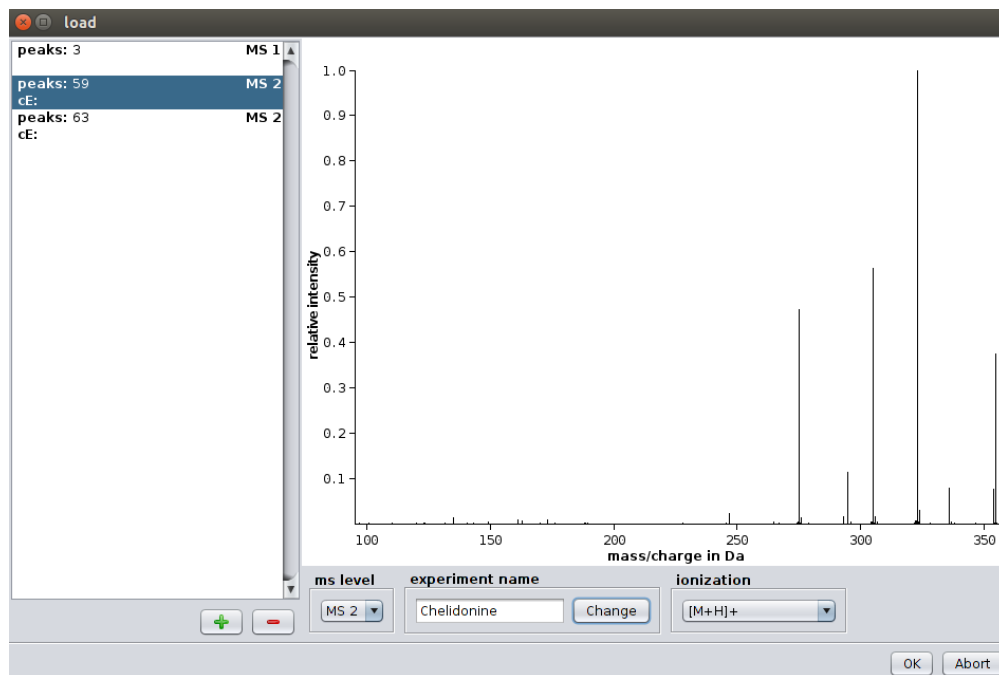 load
peaks: 3 MS 1
peaks: 59 MS 2
cE:
peaks: 63 MS 2
cE:
1.0
0.9
0.8
0.7
0.6
0.5
0.4
0.3
0.2
0.1
relative intensity
100 150 200 250 300 350
mass/charge in Da
ms level experiment name ionization
MS 2 Chelidonine Change [M+H]+
OK Abort